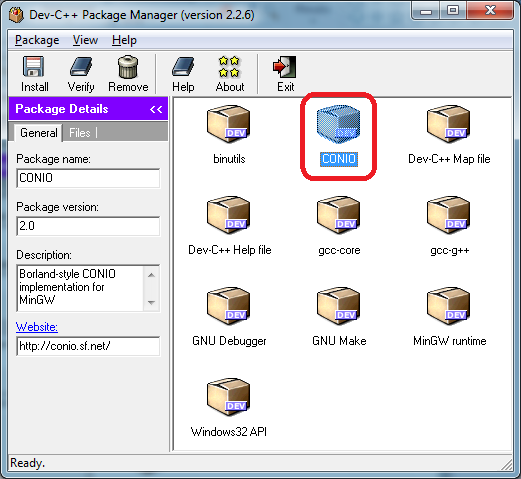 Dev-C++ Package Manager (version 2.2.6)
Package View Help
Install Verify Remove Help About Exit
Package Details <<
General Files
Package name:
CONIO
Package version:
2.0
Description:
Borland-style CONIO
implementation for
MinGW
Website:
http://conio.sf.net/
DEV DEV DEV
binutils CONIO Dev-C++ Map file
DEV DEV DEV
Dev-C++ Help file gcc-core gcc-g++
DEV DEV DEV
GNU Debugger GNU Make MinGW runtime
DEV
Windows32 API
Ready.